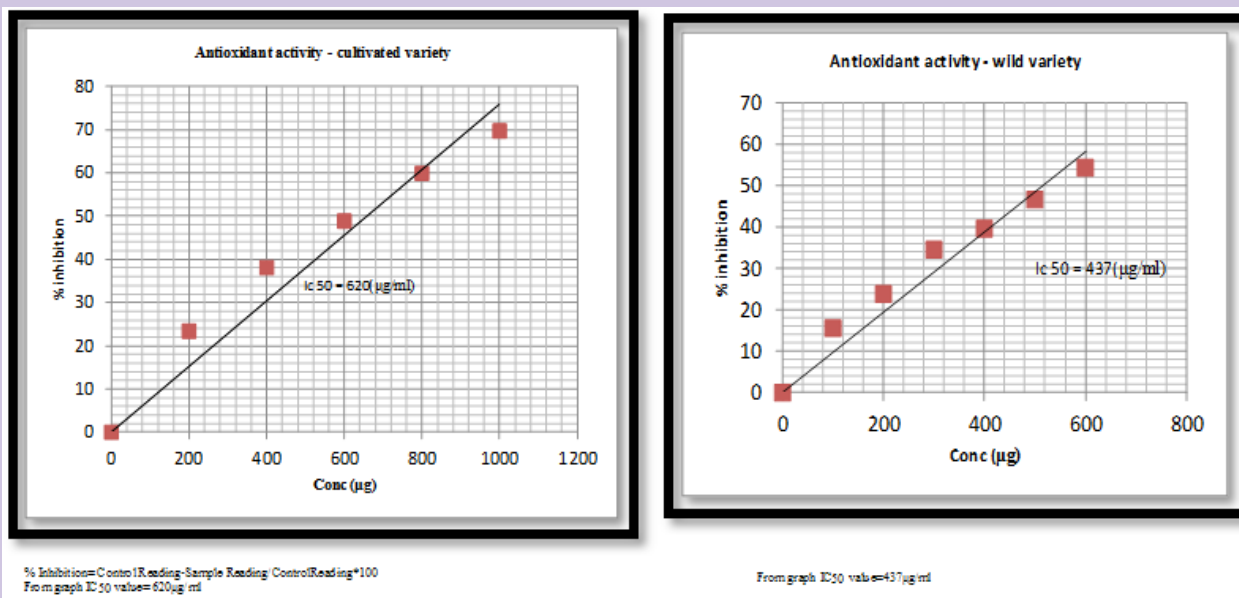 Antioxidant activity - cultivated variety
80
70
60
50
40
30
20
10
0
% inhibition
Ic 50 = 620(µg/ml)
0 200 400 600 800 1000 1200
Conc (µg)
% Inhibition=Control Reading-Sample Reading/ControlReading*100
From graph IC50 value=620µg/ml
Antioxidant activity - wild variety
70
60
50
40
30
20
10
0
% inhibition
Ic 50 = 437(µg/ml)
0 200 400 600 800
Conc (µg)
From graph IC50 value=437µg/ml